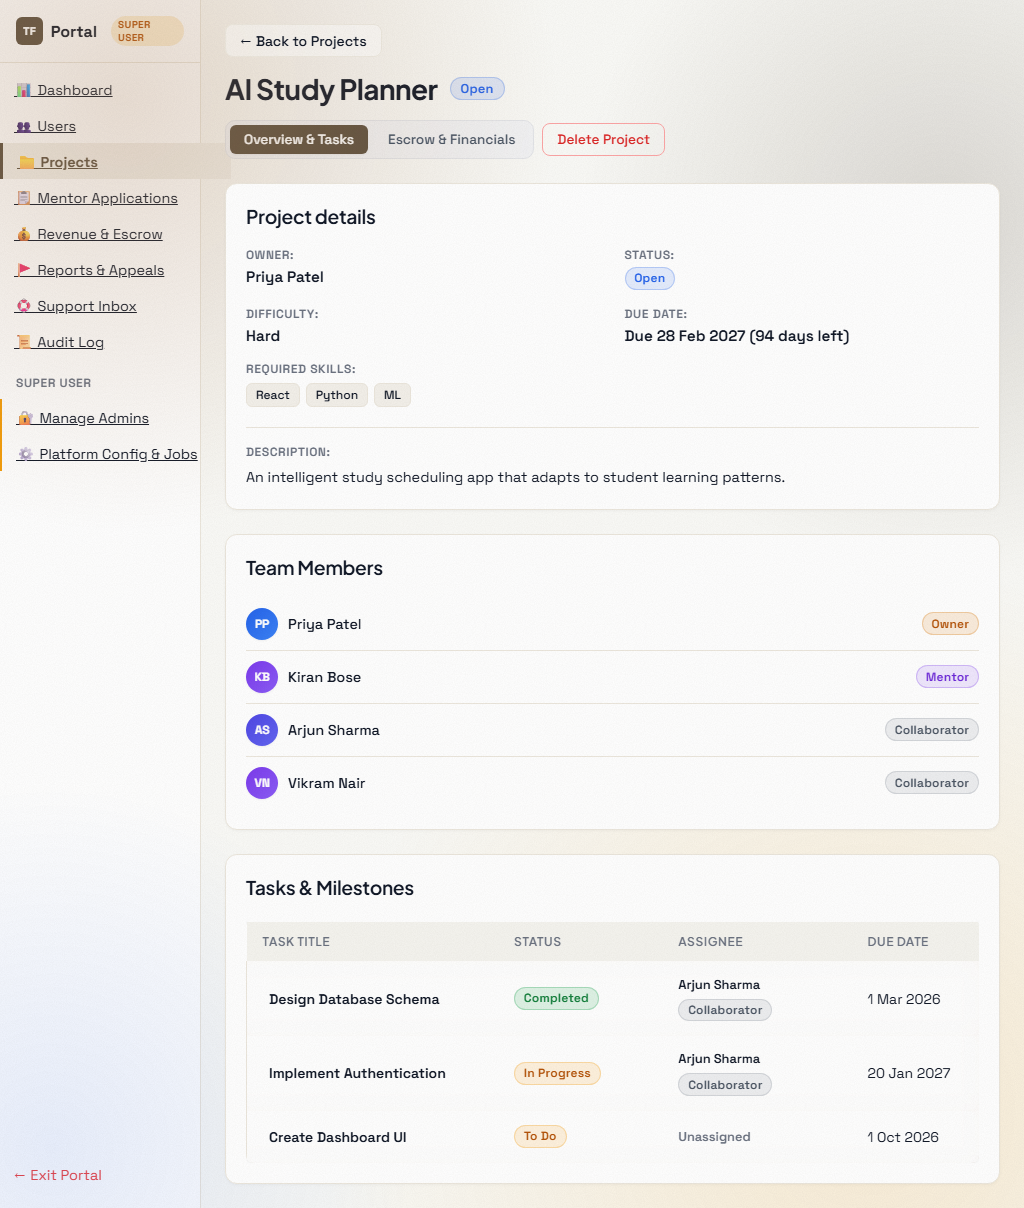 TF Portal SUPER USER
Dashboard
Users
Projects
Mentor Applications
Revenue & Escrow
Reports & Appeals
Support Inbox
Audit Log
SUPER USER
Manage Admins
Platform Config & Jobs
← Exit Portal
← Back to Projects
AI Study Planner Open
Overview & Tasks Escrow & Financials Delete Project
Project details
OWNER: STATUS:
Priya Patel Open
DIFFICULTY: DUE DATE:
Hard Due 28 Feb 2027 (94 days left)
REQUIRED SKILLS:
React Python ML
DESCRIPTION:
An intelligent study scheduling app that adapts to student learning patterns.
Team Members
PP Priya Patel Owner
KB Kiran Bose Mentor
AS Arjun Sharma Collaborator
VN Vikram Nair Collaborator
Tasks & Milestones
TASK TITLE STATUS ASSIGNEE DUE DATE
Design Database Schema Completed Arjun Sharma Collaborator 1 Mar 2026
Implement Authentication In Progress Arjun Sharma Collaborator 20 Jan 2027
Create Dashboard UI To Do Unassigned 1 Oct 2026